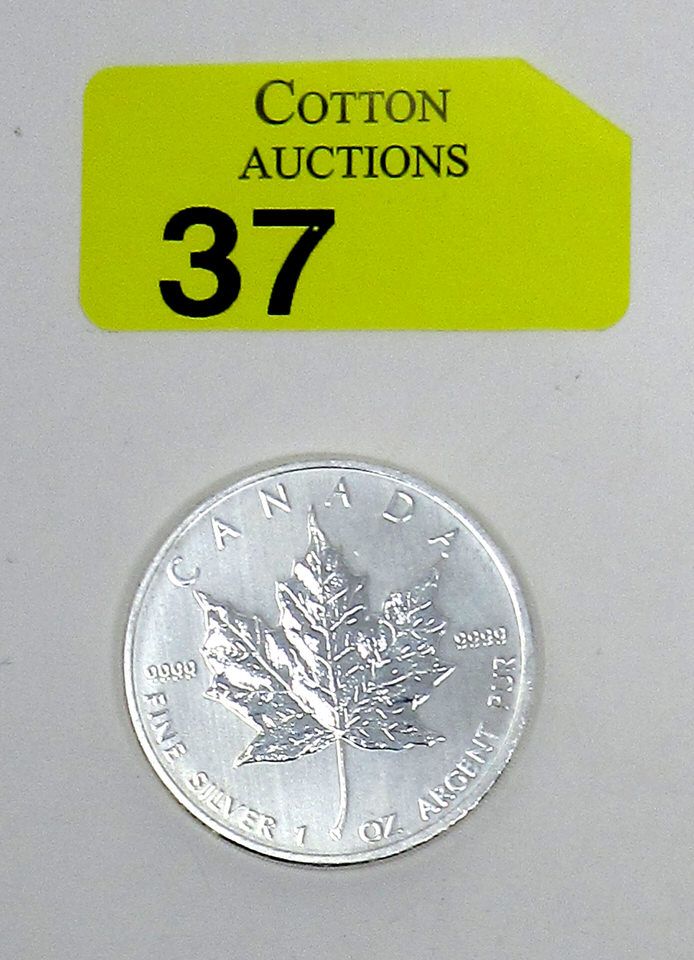 COTTON
AUCTIONS
37
CANADA
9999 9999
FINE SILVER 1 OZ. ARGENT PUR